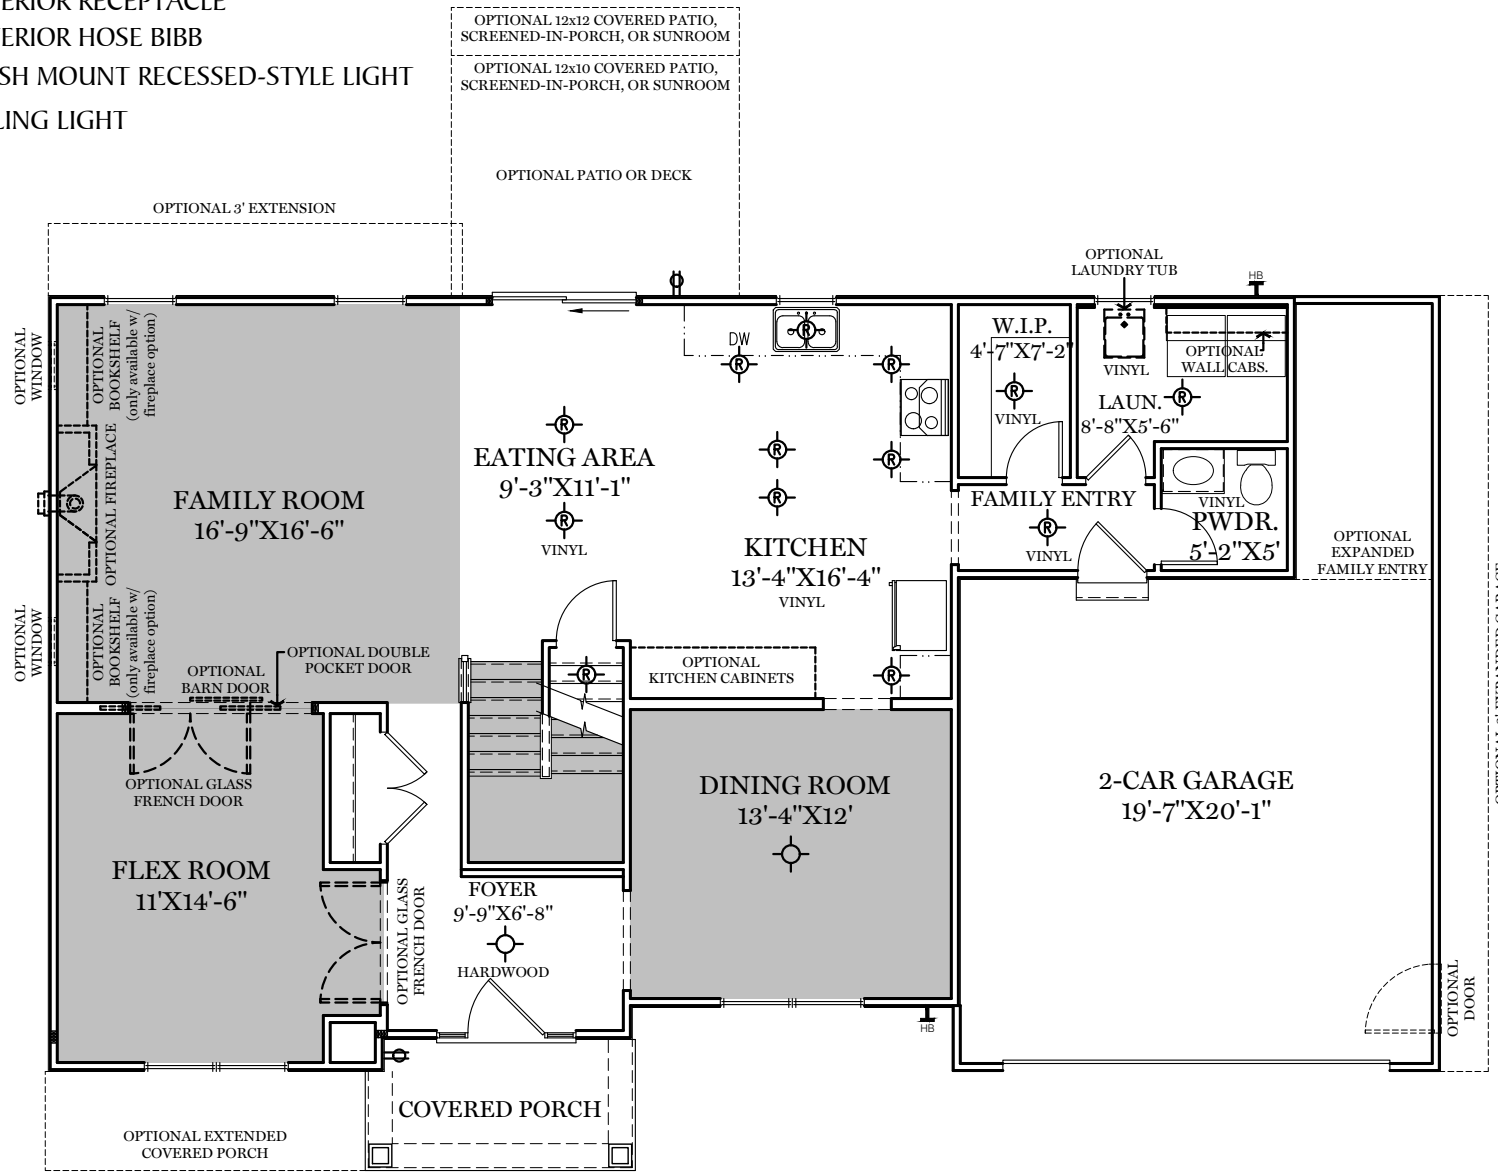 ERIOR RECEPTACLE
ERIOR HOSE BIBB
SH MOUNT RECESSED-STYLE LIGHT
LING LIGHT
OPTIONAL 12x12 COVERED PATIO,
SCREENED-IN-PORCH, OR SUNROOM
OPTIONAL 12x10 COVERED PATIO,
SCREENED-IN-PORCH, OR SUNROOM
OPTIONAL PATIO OR DECK
OPTIONAL 3' EXTENSION
OPTIONAL
LAUNDRY TUB
HB
OPTIONAL
WINDOW
OPTIONAL
BOOKSHELF
(only available w/
fireplace option)
DW
R
R
R
W.I.P.
4'-7"X7'-2"
R
VINYL
VINYL
OPTIONAL
WALL CABS.
LAUN.
R
8'-8"X5'-6"
R
EATING AREA
9'-3"X11'-1"
R
VINYL
R
R
R
FAMILY ROOM
16'-9"X16'-6"
OPTIONAL FIREPLACE
FAMILY ENTRY
R
VINYL
VINYL
PWDR.
5'-2"X5'
OPTIONAL
EXPANDED
FAMILY ENTRY
KITCHEN
13'-4"X16'-4"
VINYL
OPTIONAL
WINDOW
OPTIONAL
BOOKSHELF
(only available w/
fireplace option)
OPTIONAL
BARN DOOR
OPTIONAL DOUBLE
POCKET DOOR
R
OPTIONAL
KITCHEN CABINETS
R
OPTIONAL GLASS
FRENCH DOOR
DINING ROOM
13'-4"X12'
2-CAR GARAGE
19'-7"X20'-1"
FLEX ROOM
11'X14'-6"
OPTIONAL GLASS
FRENCH DOOR
FOYER
9'-9"X6'-8"
HARDWOOD
HB
OPTIONAL
DOOR
COVERED PORCH
OPTIONAL EXTENDED
COVERED PORCH